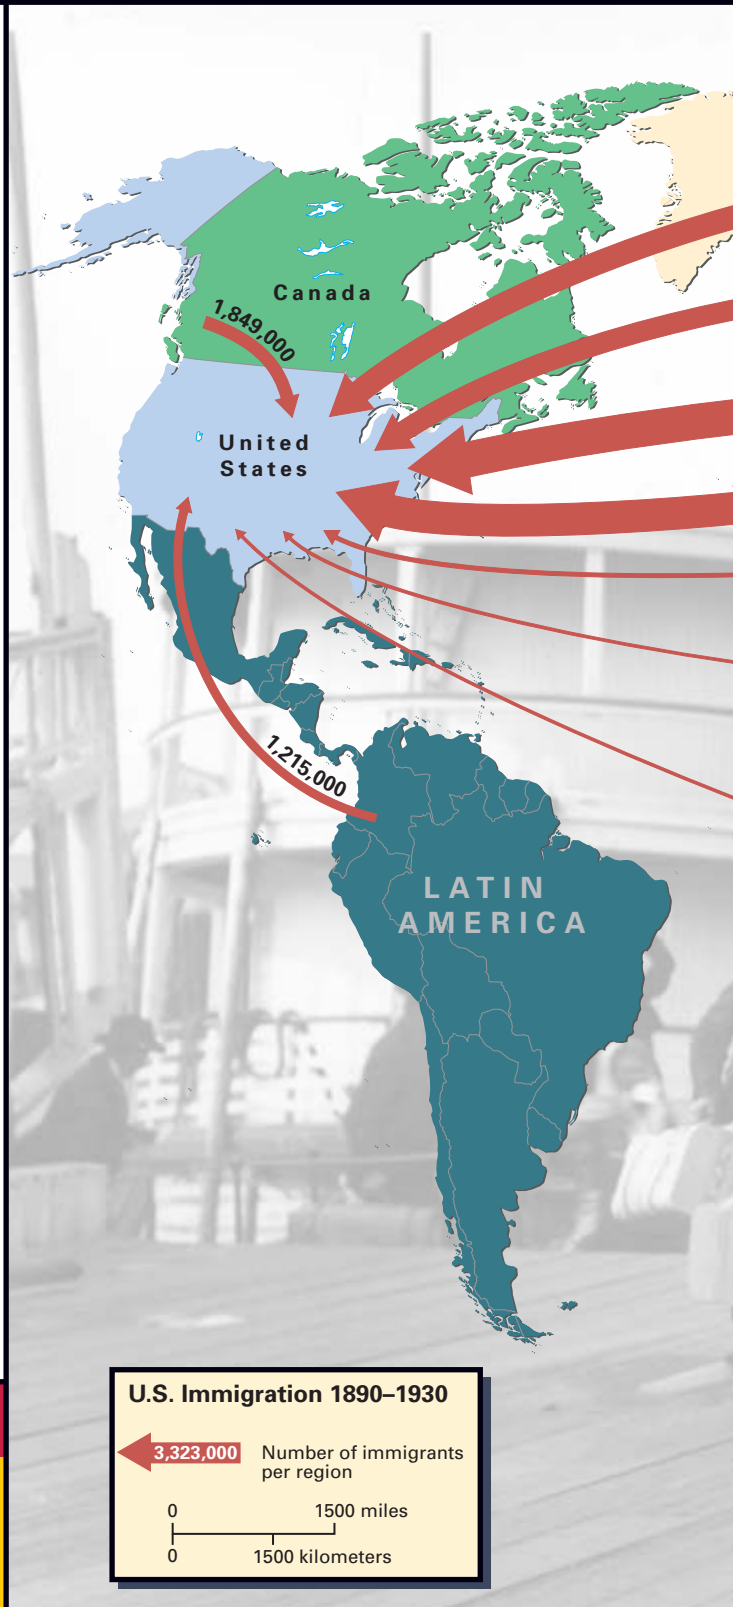 Canada
1,849,000
United
States
1,215,000
LATIN
AMERICA
U.S. Immigration 1890–1930
3,323,000
Number of immigrants
per region
0
1500 miles
0
1500 kilometers